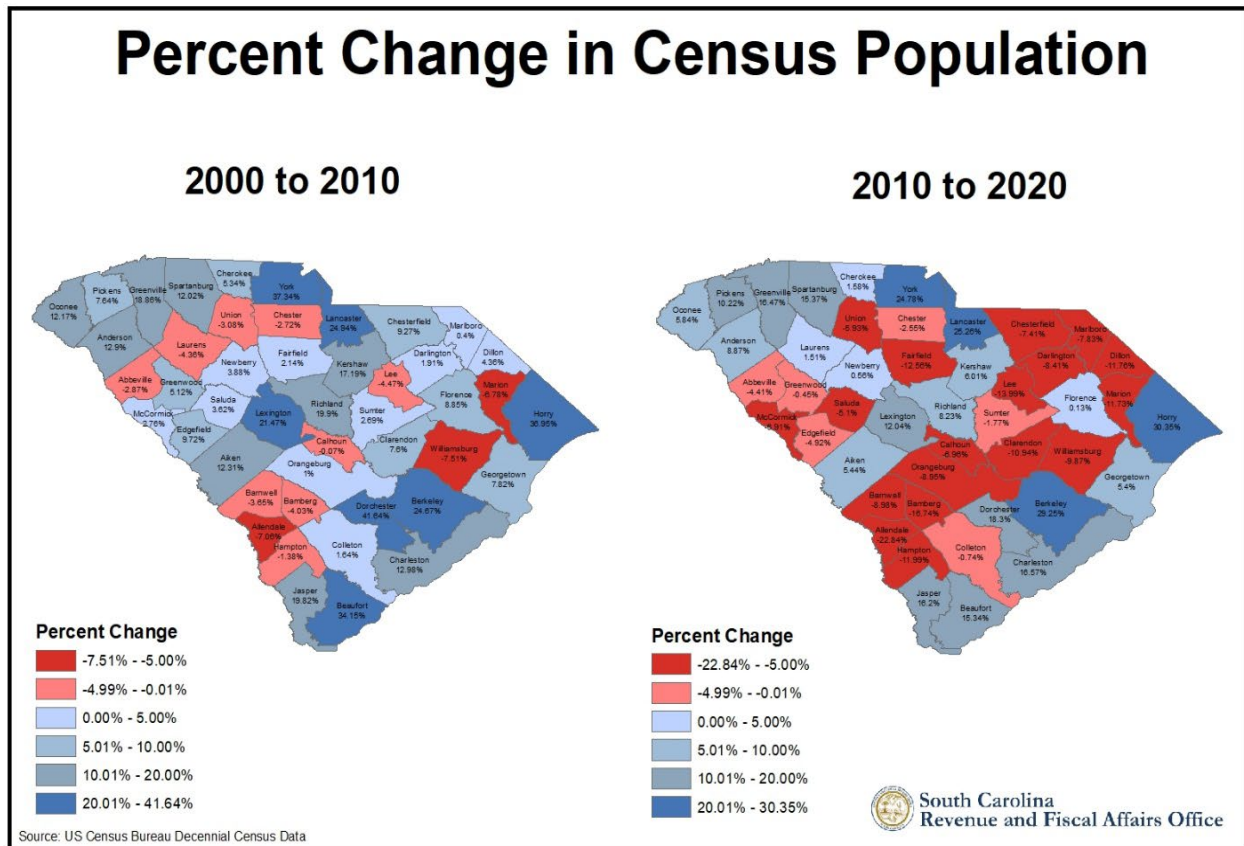 Percent Change in Census Population
2000 to 2010
Cherokee
5.34%
York
37.34%
Spartanburg
12.02%
Greenville
18.86%
Pickens
7.64%
Oconee
12.17%
Union
-3.08%
Chester
-2.72%
Lancaster
24.94%
Chesterfield
9.27%
Marlboro
0.4%
Anderson
12.9%
Laurens
-4.36%
Newberry
3.88%
Fairfield
2.14%
Kershaw
17.19%
Darlington
1.91%
Dillon
4.36%
Lee
-4.47%
Abbeville
-2.87%
Greenwood
5.12%
Marion
-6.78%
Florence
8.85%
Horry
36.95%
McCormick
2.76%
Saluda
3.62%
Lexington
21.47%
Richland
19.9%
Sumter
2.69%
Edgefield
9.72%
Calhoun
-0.07%
Clarendon
7.6%
Williamsburg
-7.51%
Aiken
12.31%
Orangeburg
1%
Georgetown
7.82%
Barnwell
-3.65%
Bamberg
-4.03%
Dorchester
41.64%
Berkeley
24.67%
Allendale
-7.06%
Hampton
-1.38%
Colleton
1.64%
Charleston
12.98%
Jasper
19.82%
Beaufort
34.15%
Percent Change
-7.51% - -5.00%
-4.99% - -0.01%
0.00% - 5.00%
5.01% - 10.00%
10.01% - 20.00%
20.01% - 41.64%
Source: US Census Bureau Decennial Census Data
2010 to 2020
Cherokee
1.58%
York
24.78%
Spartanburg
15.37%
Greenville
16.47%
Pickens
10.22%
Oconee
5.84%
Union
-5.93%
Chester
-2.55%
Lancaster
25.26%
Chesterfield
-7.41%
Marlboro
-7.83%
Anderson
8.87%
Laurens
1.51%
Newberry
0.56%
Fairfield
-12.56%
Kershaw
6.01%
Darlington
-8.41%
Dillon
-11.76%
Lee
-13.99%
Abbeville
-4.41%
Greenwood
-0.45%
Marion
-11.73%
Florence
0.13%
Horry
30.35%
McCormick
-6.91%
Saluda
-5.1%
Lexington
12.04%
Richland
8.23%
Sumter
-1.77%
Edgefield
-4.92%
Calhoun
-6.96%
Clarendon
-10.94%
Williamsburg
-9.87%
Aiken
5.44%
Orangeburg
-8.95%
Georgetown
5.4%
Barnwell
-8.98%
Bamberg
-16.74%
Dorchester
18.3%
Berkeley
29.25%
Allendale
-22.84%
Hampton
-11.99%
Colleton
-0.74%
Charleston
16.57%
Jasper
16.2%
Beaufort
15.34%
Percent Change
-22.84% - -5.00%
-4.99% - -0.01%
0.00% - 5.00%
5.01% - 10.00%
10.01% - 20.00%
20.01% - 30.35%
South Carolina
Revenue and Fiscal Affairs Office